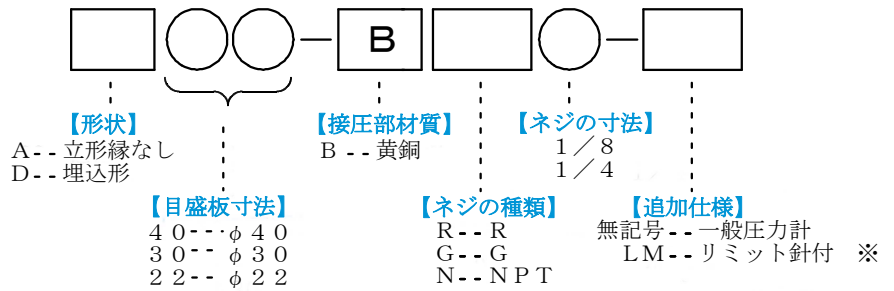 B
【形状】
A--立形縁なし
D--埋込形
【接圧部材質】
B--黄銅
【ネジの寸法】
1／8
1／4
【目盛板寸法】
40---φ40
30-- φ30
22-- φ22
【ネジの種類】
R--R
G--G
N--NPT
【追加仕様】
無記号--一般圧力計
LM--リミット針付 ※